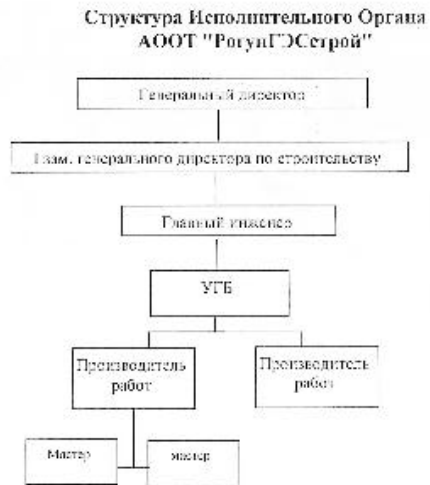 Структура Исполнительного Органа
АООТ "РогунГЭСстрой"
Генеральный директор
I зам. генерального директора по строительству
Главный инженер
УГБ
Производитель
работ
Производитель
работ
Мастер
мастер